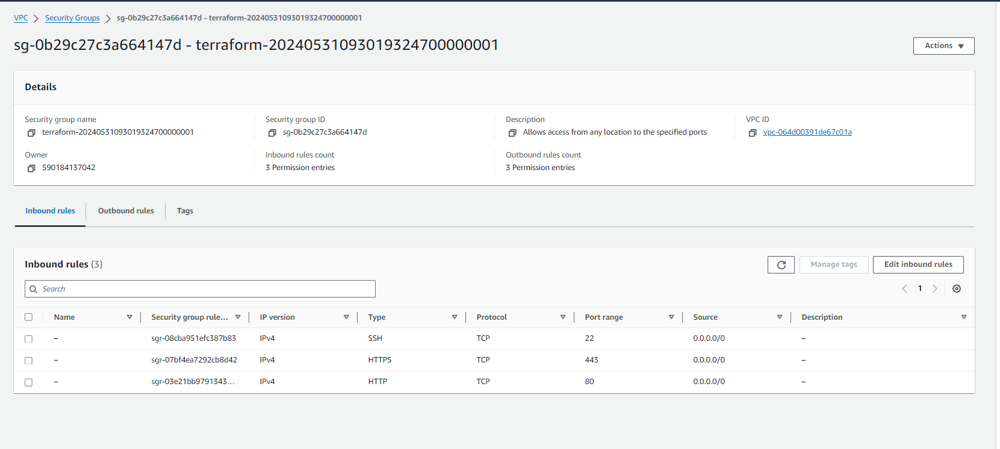 VPC > Security Groups > sg-0b29c27c3a664147d - terraform-20240531093019324700000001
sg-0b29c27c3a664147d - terraform-20240531093019324700000001
Actions
Details
Security group name
terraform-20240531093019324700000001
Security group ID
sg-0b29c27c3a664147d
Description
Allows access from any location to the specified ports
VPC ID
vpc-064d00391de67c01a
Owner
590184137042
Inbound rules count
3 Permission entries
Outbound rules count
3 Permission entries
Inbound rules Outbound rules Tags
Inbound rules (3)
Manage tags Edit inbound rules
Search
1
Name Security group rule... IP version Type Protocol Port range Source Description
– sgr-08cba951efc387b83 IPv4 SSH TCP 22 0.0.0.0/0 –
– sgr-07bf4ea7292cb8d42 IPv4 HTTPS TCP 443 0.0.0.0/0 –
– sgr-03e21bb9791343... IPv4 HTTP TCP 80 0.0.0.0/0 –